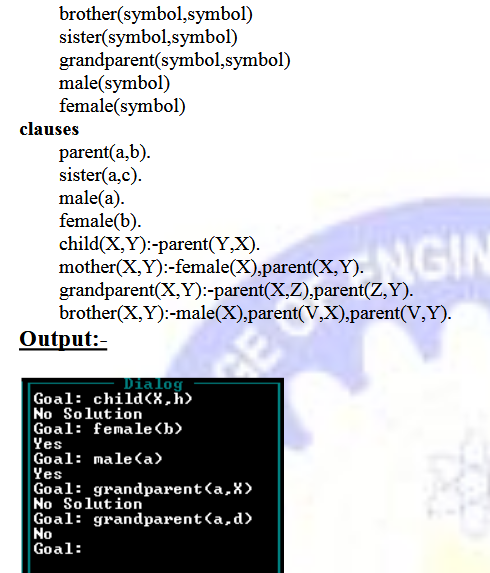 brother(symbol,symbol)
sister(symbol,symbol)
grandparent(symbol,symbol)
male(symbol)
female(symbol)
clauses
parent(a,b).
sister(a,c).
male(a).
female(b).
child(X,Y):-parent(Y,X).
mother(X,Y):-female(X),parent(X,Y).
grandparent(X,Y):-parent(X,Z),parent(Z,Y).
brother(X,Y):-male(X),parent(V,X),parent(V,Y).
Output:-
Dialog
Goal: child(X,h)
No Solution
Goal: female(b)
Yes
Goal: male(a)
Yes
Goal: grandparent(a,X)
No Solution
Goal: grandparent(a,d)
No
Goal: